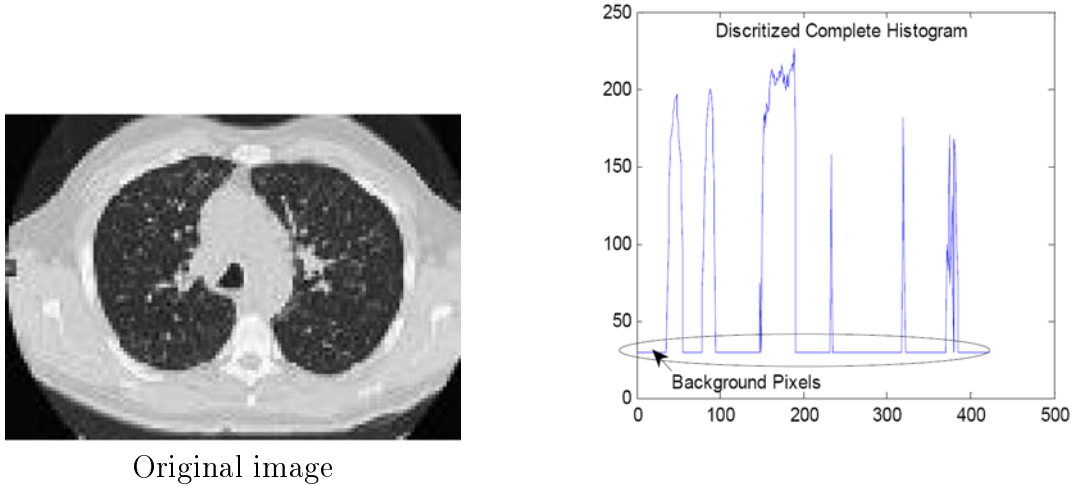 Original image
Discritized Complete Histogram
250
200
150
100
50
0
Background Pixels
0 100 200 300 400 500